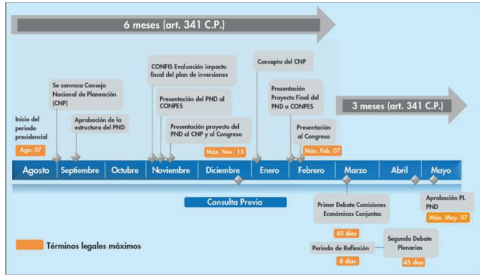 6 meses (art. 341 C.P.)
3 meses (art. 341 C.P.)
Inicio del
periodo
presidencial
Ago. 07
Se convoca Consejo
Nacional de Planeación
(CNP)
Aprobación de la
estructura del PND
CONFIS Evaluación impacto
fiscal del plan de inversiones
Presentación del PND al
CONPES
Presentación proyecto del
PND al CNP y al Congreso
Máx. Nov. 15
Concepto del CNP
Presentación
Proyecto Final del
PND a CONPES
Presentación
al Congreso
Máx. Feb. 07
Agosto
Septiembre
Octubre
Noviembre
Diciembre
Enero
Febrero
Marzo
Abril
Mayo
Consulta Previa
Primer Debate Comisiones
Económicas Conjuntas
45 días
Periodo de Reflexión
8 días
Segundo Debate
Plenarias
45 días
Aprobación PL
PND
Máx. May. 07
Términos legales máximos